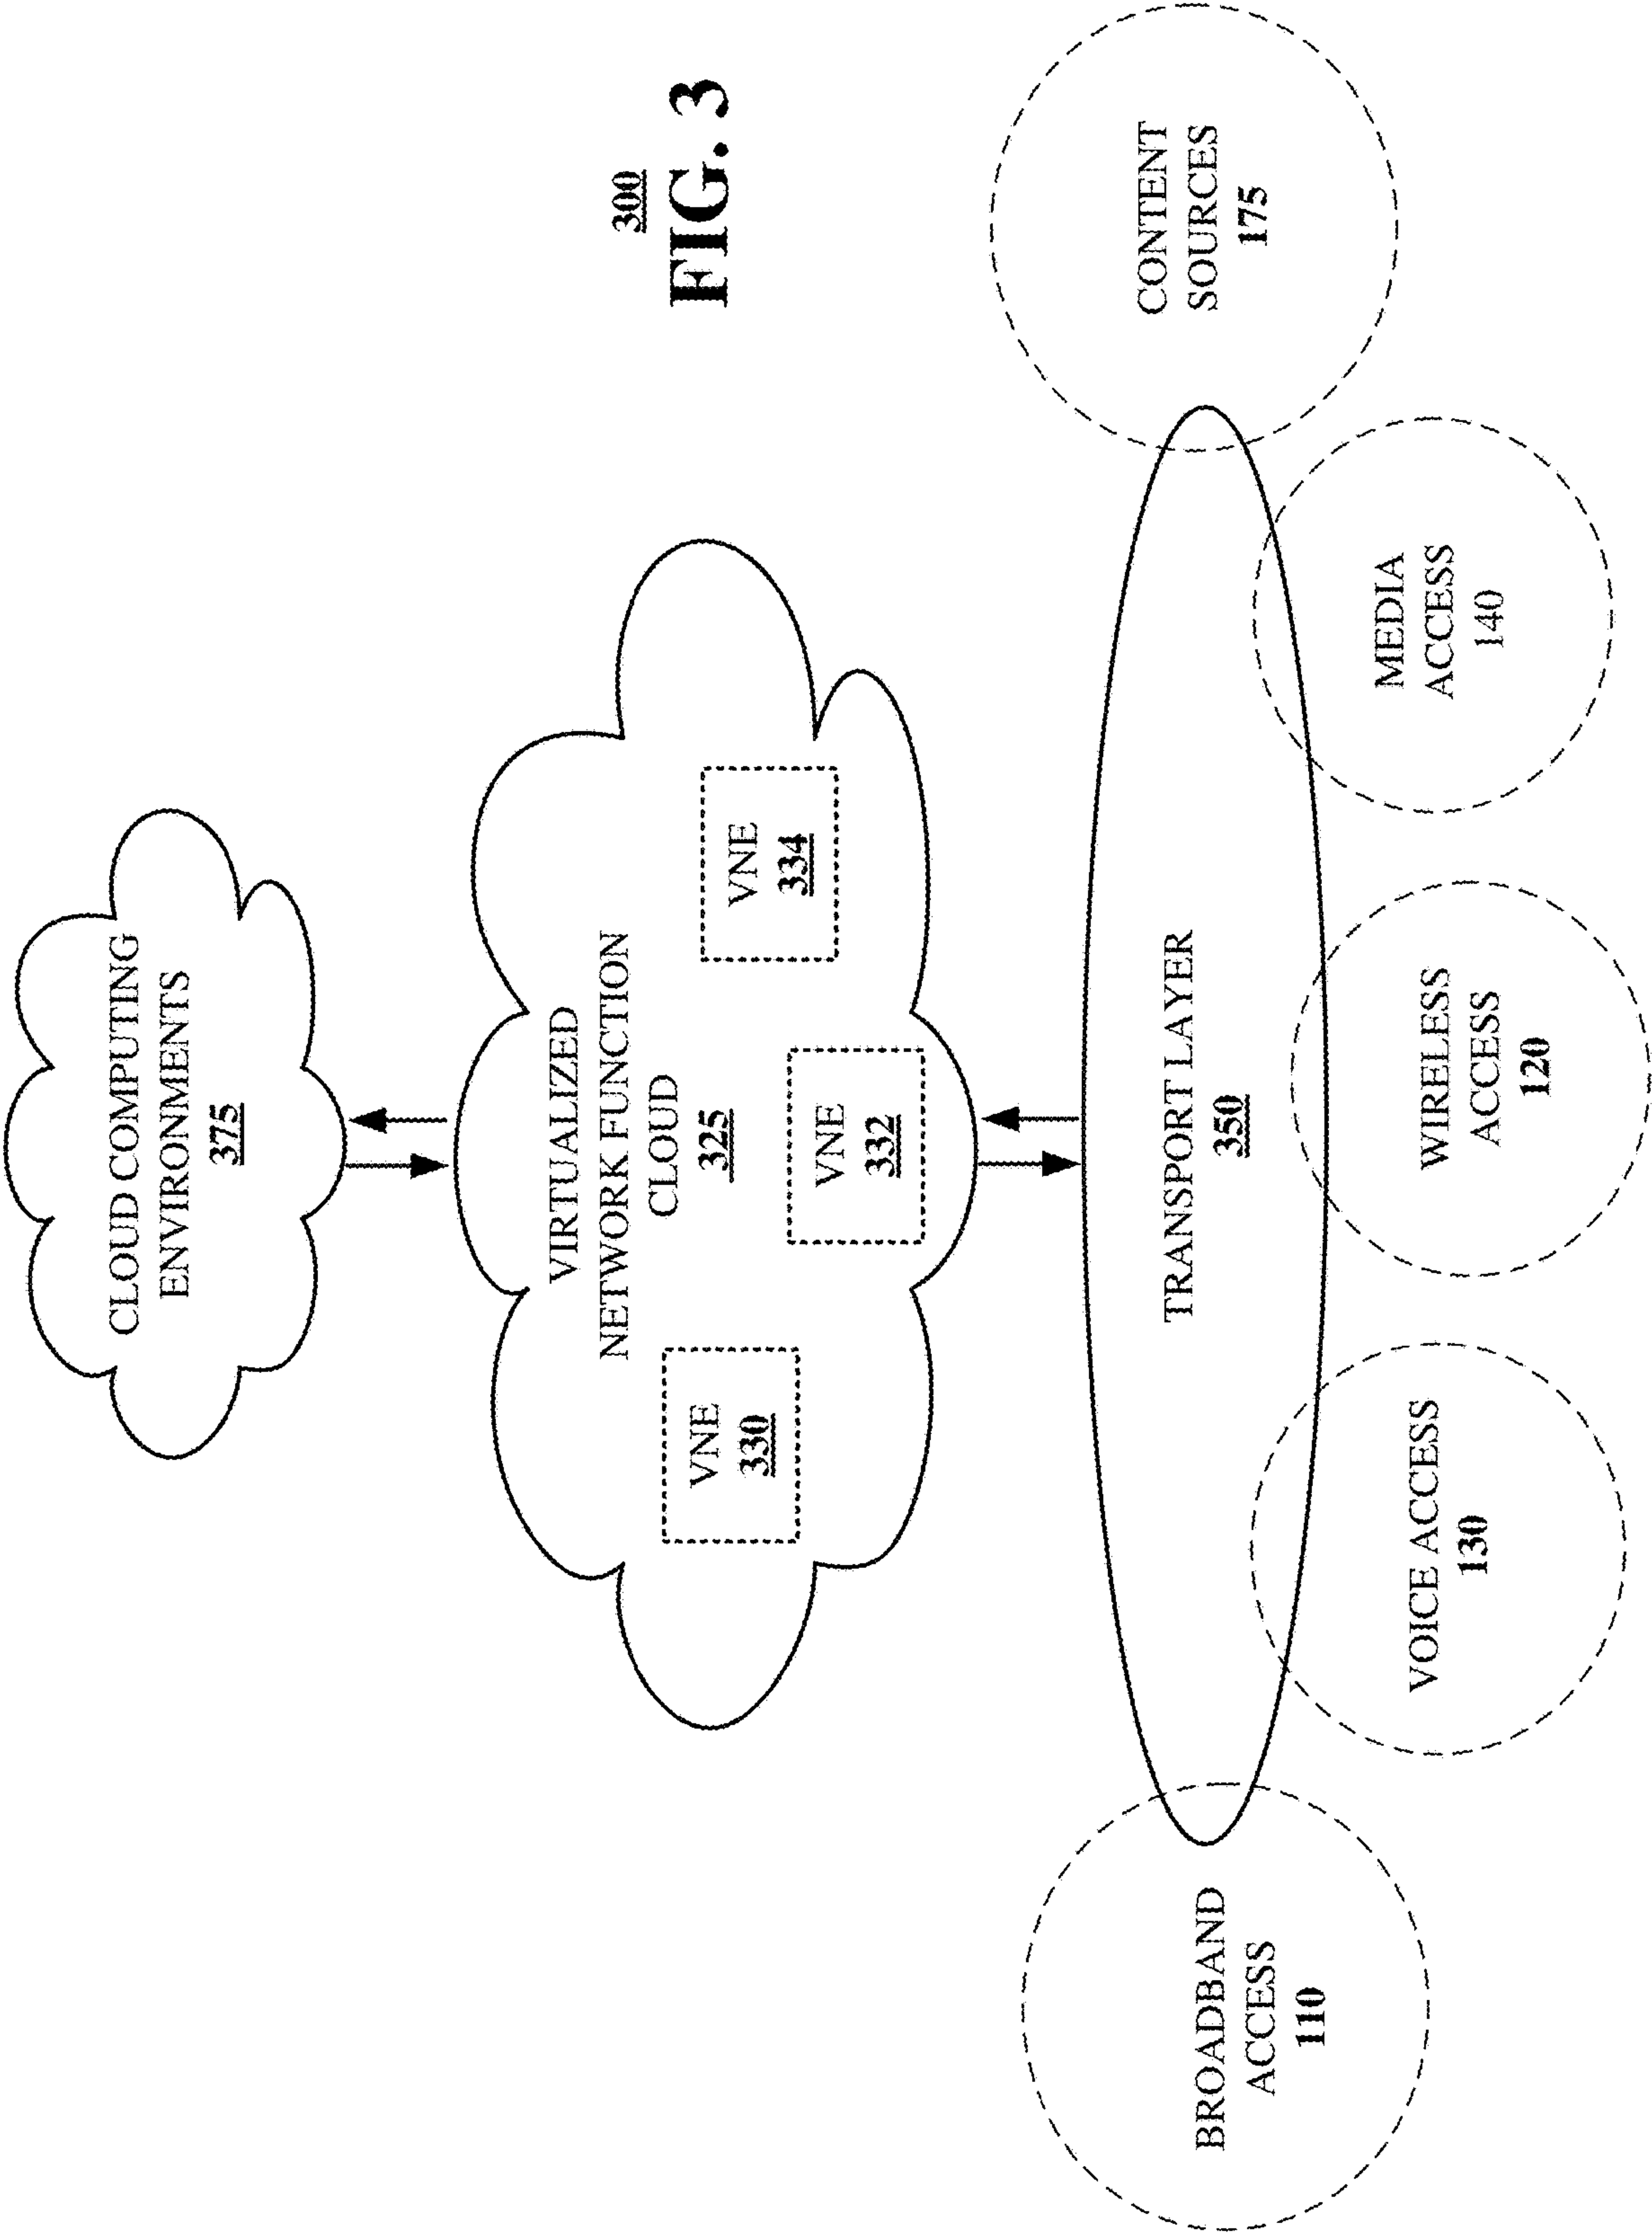 CLOUD COMPUTING
ENVIRONMENTS
375
VIRTUALIZED
NETWORK FUNCTION
CLOUD
325
VNE
330
VNE
332
VNE
334
300
FIG. 3
TRANSPORT LAYER
350
BROADBAND
ACCESS
110
VOICE ACCESS
130
WIRELESS
ACCESS
120
MEDIA
ACCESS
140
CONTENT
SOURCES
175